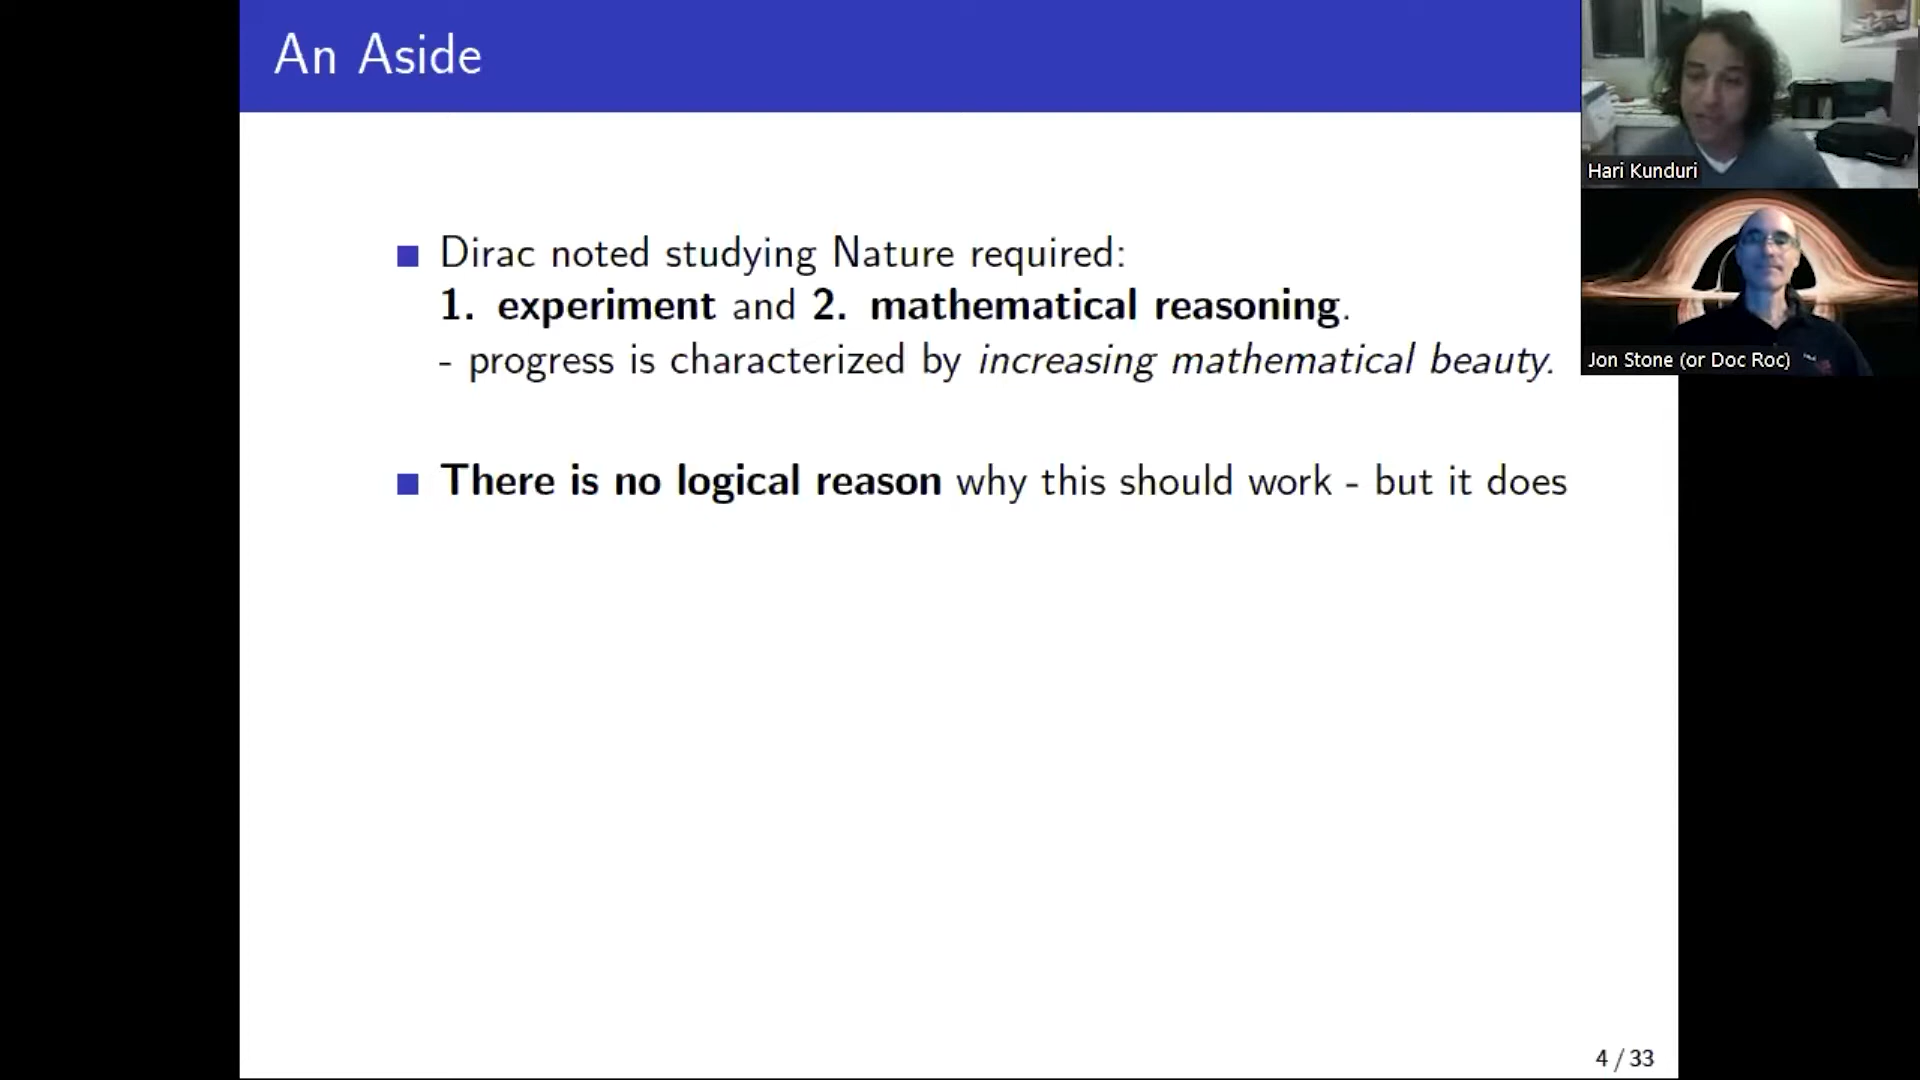 An Aside
Dirac noted studying Nature required:
1. experiment and 2. mathematical reasoning.
- progress is characterized by increasing mathematical beauty.
There is no logical reason why this should work - but it does
4 / 33
Hari Kunduri
Jon Stone (or Doc Roc)